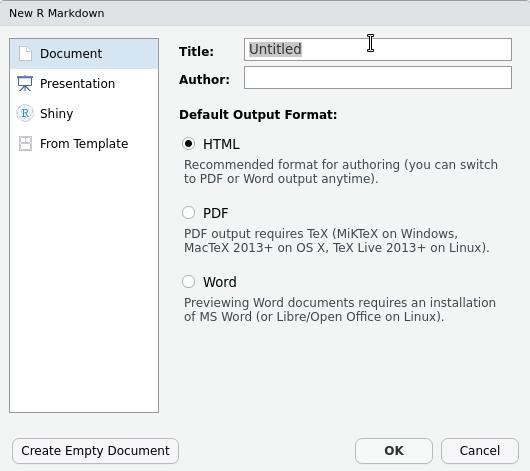 New R Markdown
Document
Presentation
Shiny
From Template
Title: Untitled
Author:
Default Output Format:
HTML
Recommended format for authoring (you can switch
to PDF or Word output anytime).
PDF
PDF output requires TeX (MiKTeX on Windows,
MacTeX 2013+ on OS X, TeX Live 2013+ on Linux).
Word
Previewing Word documents requires an installation
of MS Word (or Libre/Open Office on Linux).
Create Empty Document
OK
Cancel